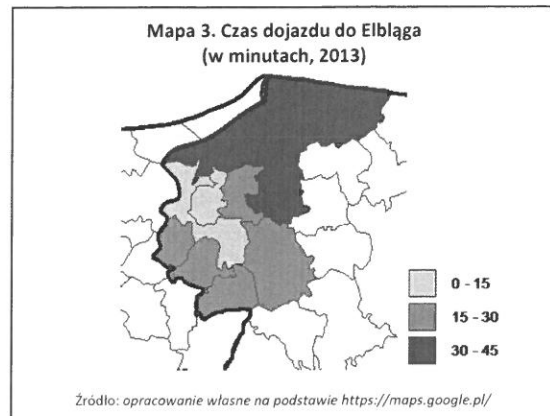 Mapa 3. Czas dojazdu do Elbląga
(w minutach, 2013)
0 - 15
15 - 30
30 - 45
Źródło: opracowanie własne na podstawie https://maps.google.pl/